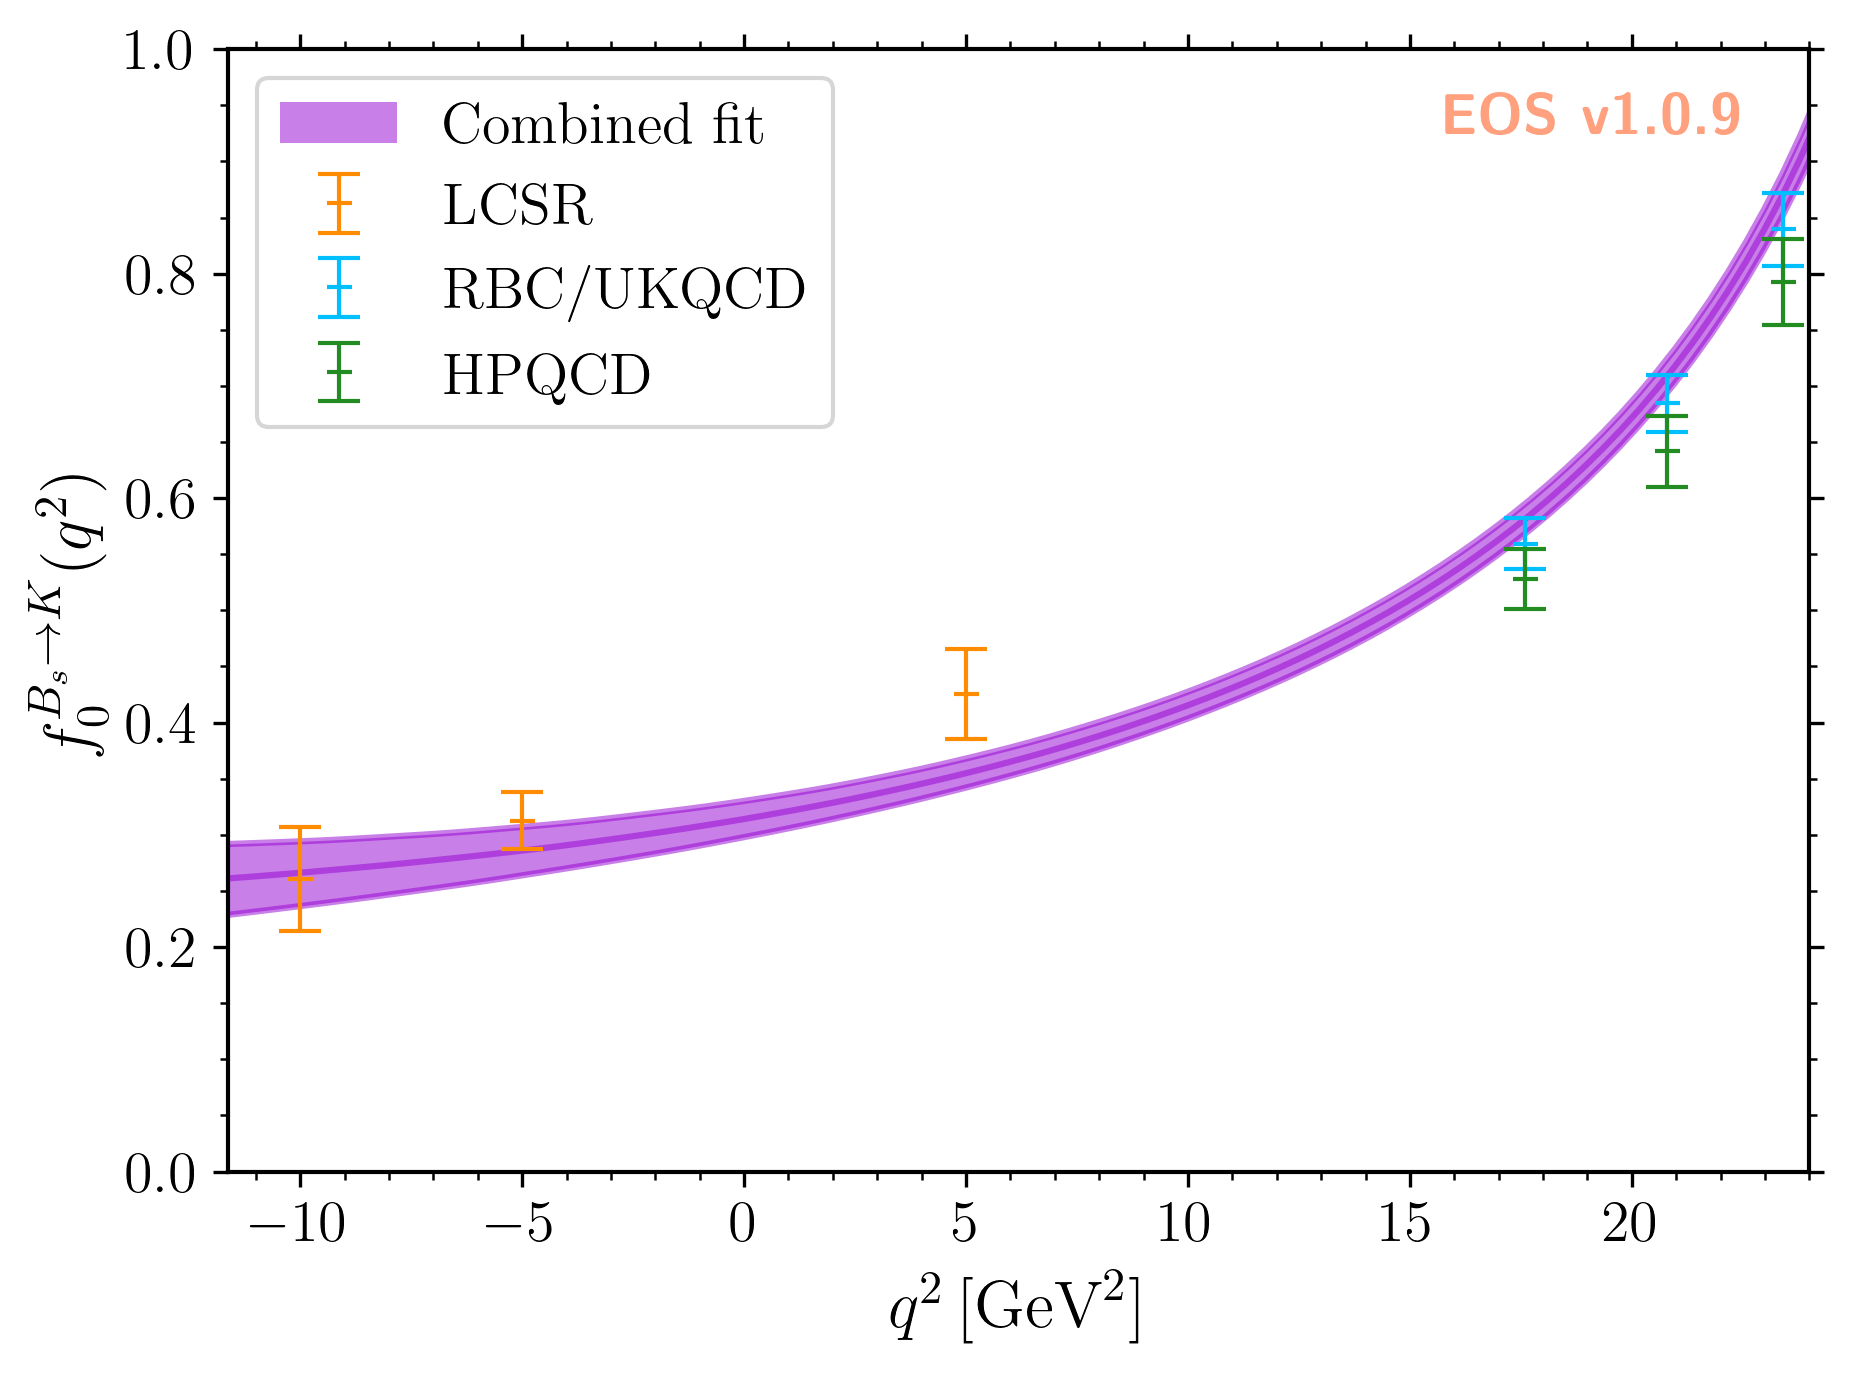 EOS v1.0.9
Combined fit
LCSR
RBC/UKQCD
HPQCD
f_0^{B_s→K}(q^2)
1.0
0.8
0.6
0.4
0.2
0.0
−10 −5 0 5 10 15 20
q^2 [GeV^2]